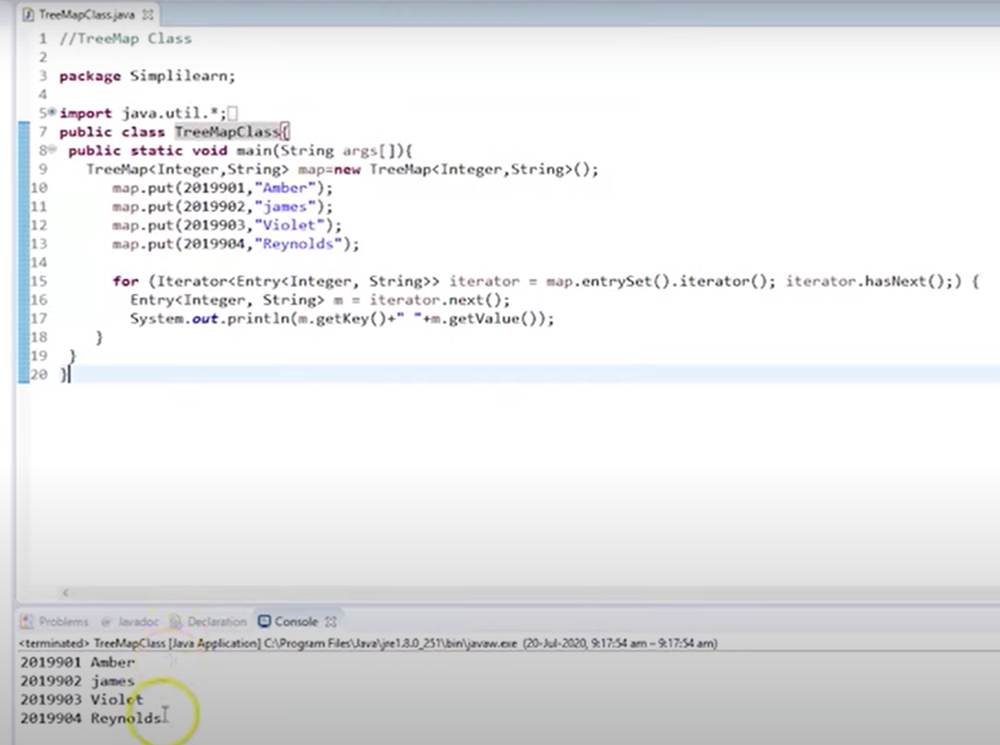 TreeMapClass.java
1 //TreeMap Class
2
3 package Simplilearn;
4
5 import java.util.*;
7 public class TreeMapClass{
8 public static void main(String args[]){
9 TreeMap<Integer,String> map=new TreeMap<Integer,String>();
10 map.put(2019901,"Amber");
11 map.put(2019902,"james");
12 map.put(2019903,"Violet");
13 map.put(2019904,"Reynolds");
14
15 for (Iterator<Entry<Integer, String>> iterator = map.entrySet().iterator(); iterator.hasNext();) {
16 Entry<Integer, String> m = iterator.next();
17 System.out.println(m.getKey()+" "+m.getValue());
18 }
19 }
20 }
Problems @ Javadoc Declaration Console
<terminated> TreeMapClass [Java Application] C:\Program Files\Java\jre1.8.0_251\bin\javaw.exe (20-Jul-2020, 9:17:54 am – 9:17:54 am)
2019901 Amber
2019902 james
2019903 Violet
2019904 Reynolds